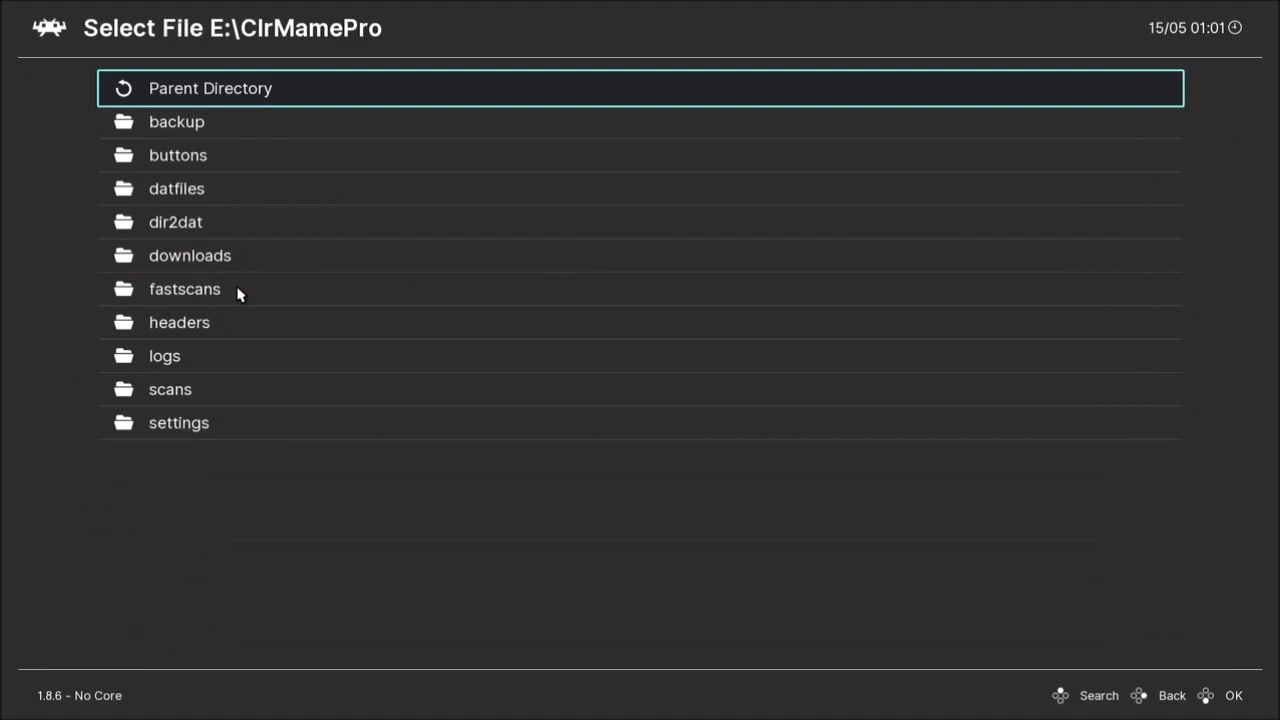 Select File E:\ClrMamePro
15/05 01:01
Parent Directory
backup
buttons
datfiles
dir2dat
downloads
fastscans
headers
logs
scans
settings
1.8.6 - No Core
Search Back OK